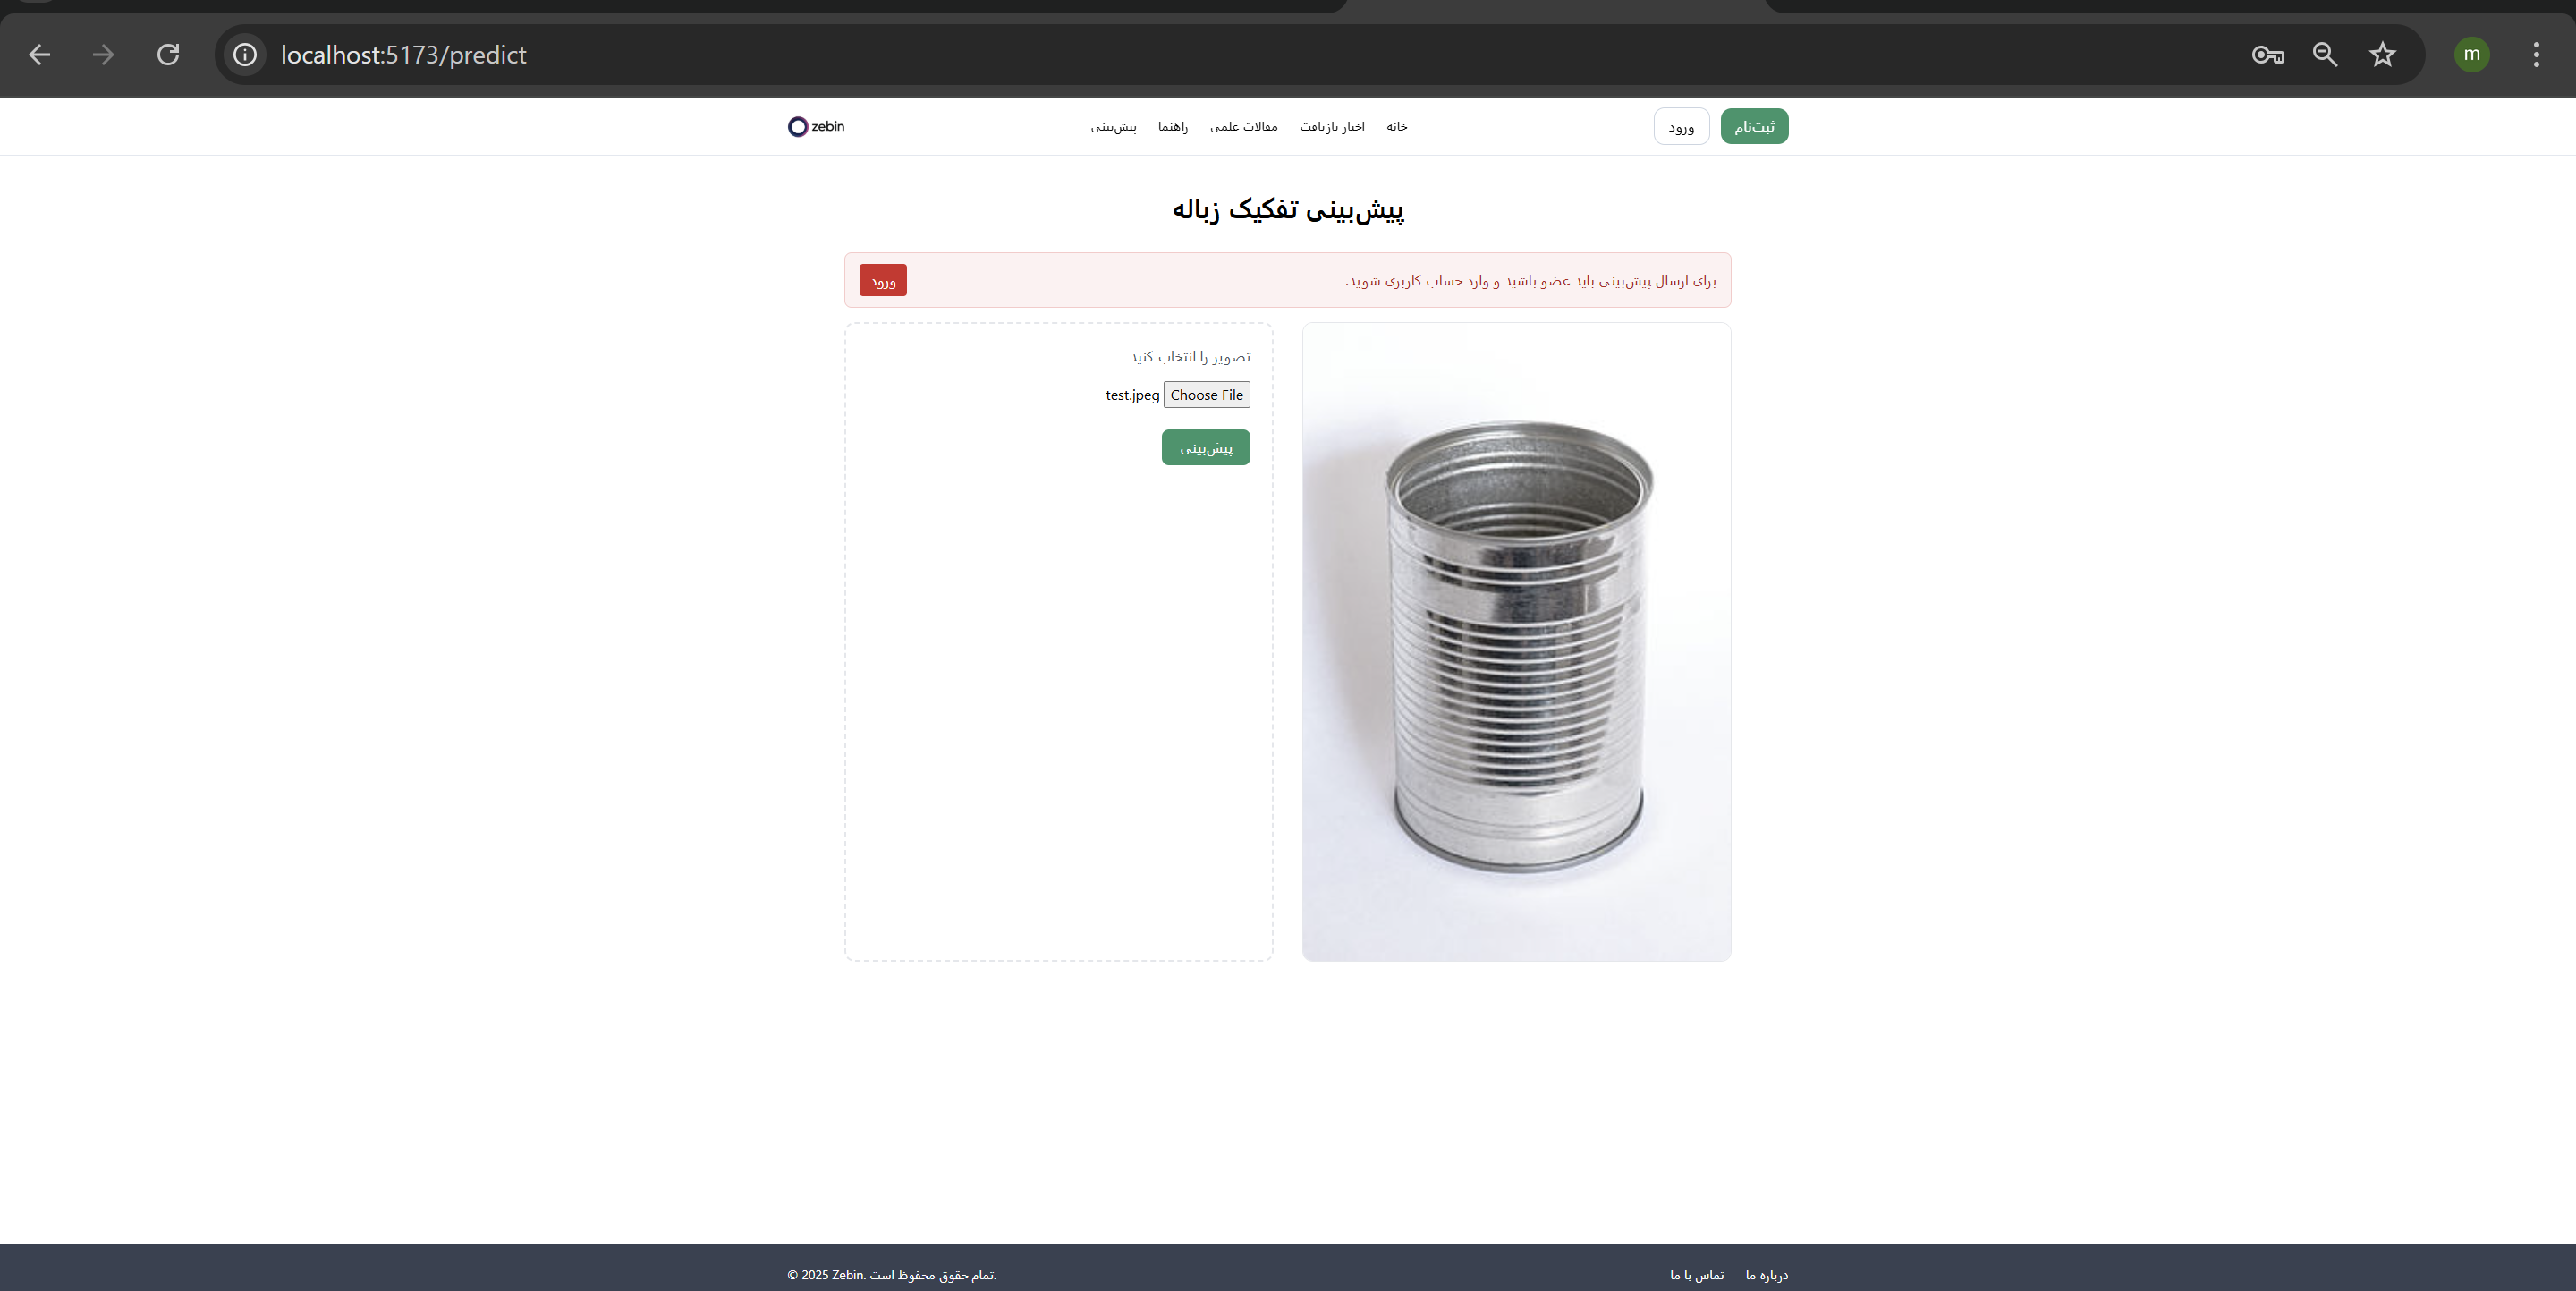 localhost:5173/predict
m
zebin
خانه
اخبار بازیافت
مقالات علمی
راهنما
پیش‌بینی
ثبت‌نام
ورود
پیش‌بینی تفکیک زباله
برای ارسال پیش‌بینی باید عضو باشید و وارد حساب کاربری شوید.
ورود
تصویر را انتخاب کنید
Choose File test.jpeg
پیش‌بینی
درباره ما
تماس با ما
© 2025 Zebin. تمام حقوق محفوظ است.